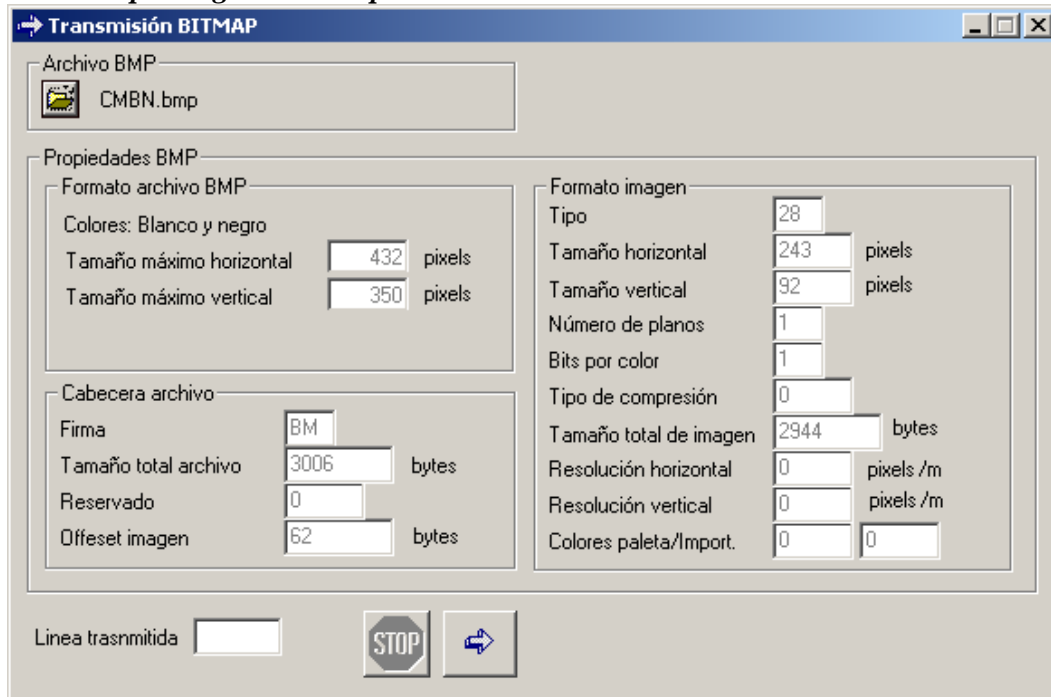 Transmisión BITMAP
Archivo BMP
CMBN.bmp
Propiedades BMP
Formato archivo BMP
Colores: Blanco y negro
Tamaño máximo horizontal 432 pixels
Tamaño máximo vertical 350 pixels
Cabecera archivo
Firma BM
Tamaño total archivo 3006 bytes
Reservado 0
Offeset imagen 62 bytes
Formato imagen
Tipo 28
Tamaño horizontal 243 pixels
Tamaño vertical 92 pixels
Número de planos 1
Bits por color 1
Tipo de compresión 0
Tamaño total de imagen 2944 bytes
Resolución horizontal 0 pixels /m
Resolución vertical 0 pixels /m
Colores paleta/Import. 0 0
Linea trasnmitida
STOP